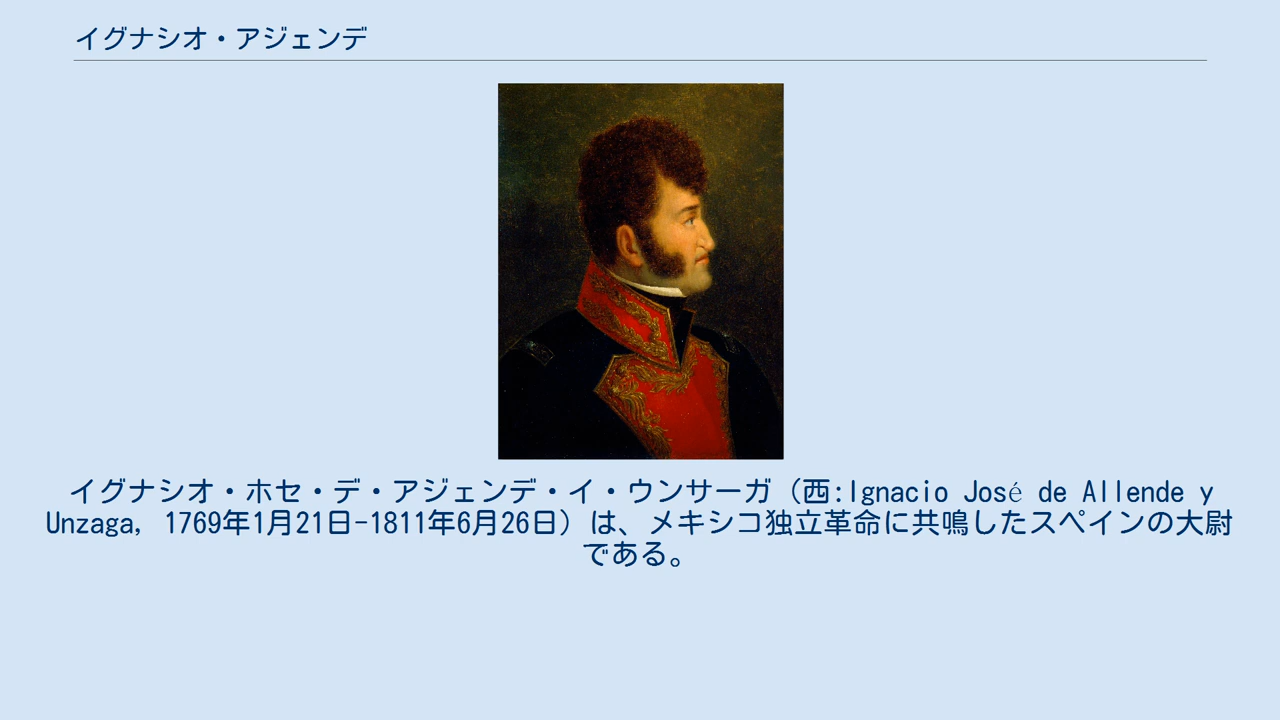 イグナシオ・アジェンデ
イグナシオ・ホセ・デ・アジェンデ・イ・ウンサーガ（西:Ignacio José de Allende y
Unzaga, 1769年1月21日-1811年6月26日）は、メキシコ独立革命に共鳴したスペインの大尉
である。